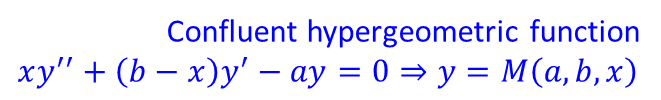 Confluent hypergeometric function
xy′′ + (b − x)y′ − ay = 0 ⇒ y = M(a, b, x)